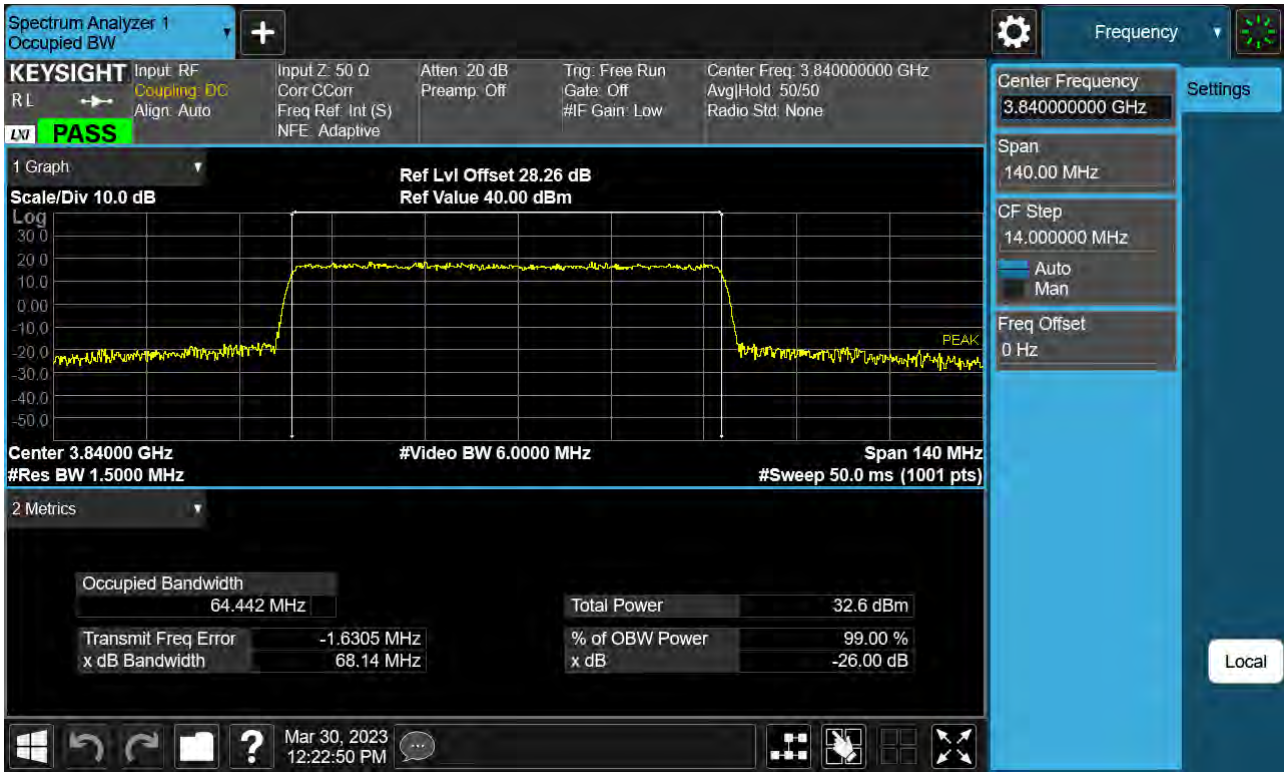 Spectrum Analyzer 1
Occupied BW
Frequency
KEYSIGHT
RL
LXI
PASS
Input: RF
Coupling: DC
Align: Auto
Input Z: 50 Ω
Corr CCorr
Freq Ref: Int (S)
NFE: Adaptive
Atten: 20 dB
Preamp: Off
Trig: Free Run
Gate: Off
#IF Gain: Low
Center Freq: 3.840000000 GHz
Avg|Hold: 50/50
Radio Std: None
Center Frequency
3.840000000 GHz
Settings
Span
140.00 MHz
CF Step
14.000000 MHz
Auto
Man
Freq Offset
0 Hz
Local
1 Graph
Scale/Div 10.0 dB
Ref Lvl Offset 28.26 dB
Ref Value 40.00 dBm
Log
30.0
20.0
10.0
0.00
-10.0
-20.0
-30.0
-40.0
-50.0
PEAK
Center 3.84000 GHz
#Video BW 6.0000 MHz
Span 140 MHz
#Res BW 1.5000 MHz
#Sweep 50.0 ms (1001 pts)
2 Metrics
Occupied Bandwidth
64.442 MHz
Total Power 32.6 dBm
Transmit Freq Error -1.6305 MHz
% of OBW Power 99.00 %
x dB Bandwidth 68.14 MHz
x dB -26.00 dB
?
Mar 30, 2023
12:22:50 PM